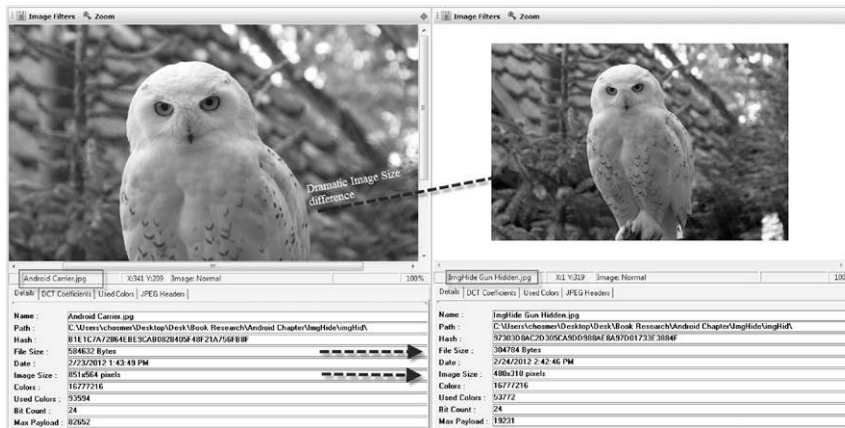 Image Filters Zoom
Image Filters Zoom
Dramatic Image Size
difference
Android Carrier.jpg X:341 Y:209 Image: Normal 100%
ImgHide Gun Hidden.jpg X:1 Y:319 Image: Normal 100
Details DCT Coefficients Used Colors JPEG Headers
Name : Android Carrier.jpg
Path : C:\Users\chosmer\Desktop\Desk\Book Research\Android Chapter\ImgHide\imgHid\
Hash : B1E1C7A72864EBE9CAB0828405F48F21A756FB8F
File Size : 584632 Bytes
Date : 2/23/2012 1:43:49 PM
Image Size : 851x564 pixels
Colors : 16777216
Used Colors : 93594
Bit Count : 24
Max Payload : 82652
Details DCT Coefficients Used Colors JPEG Headers
Name : ImgHide Gun Hidden.jpg
Path : C:\Users\chosmer\Desktop\Desk\Book Research\Android Chapter\ImgHide\imgHid\
Hash :
File Size : 304784 Bytes
Date : 2/24/2012 2:42:46 PM
Image Size : 480x318 pixels
Colors : 16777216
Used Colors : 53772
Bit Count : 24
Max Payload : 19231